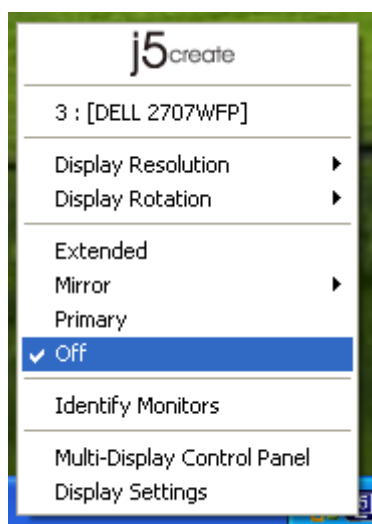 j5create
3 : [DELL 2707WFP]
Display Resolution
Display Rotation
Extended
Mirror
Primary
Off
Identify Monitors
Multi-Display Control Panel
Display Settings